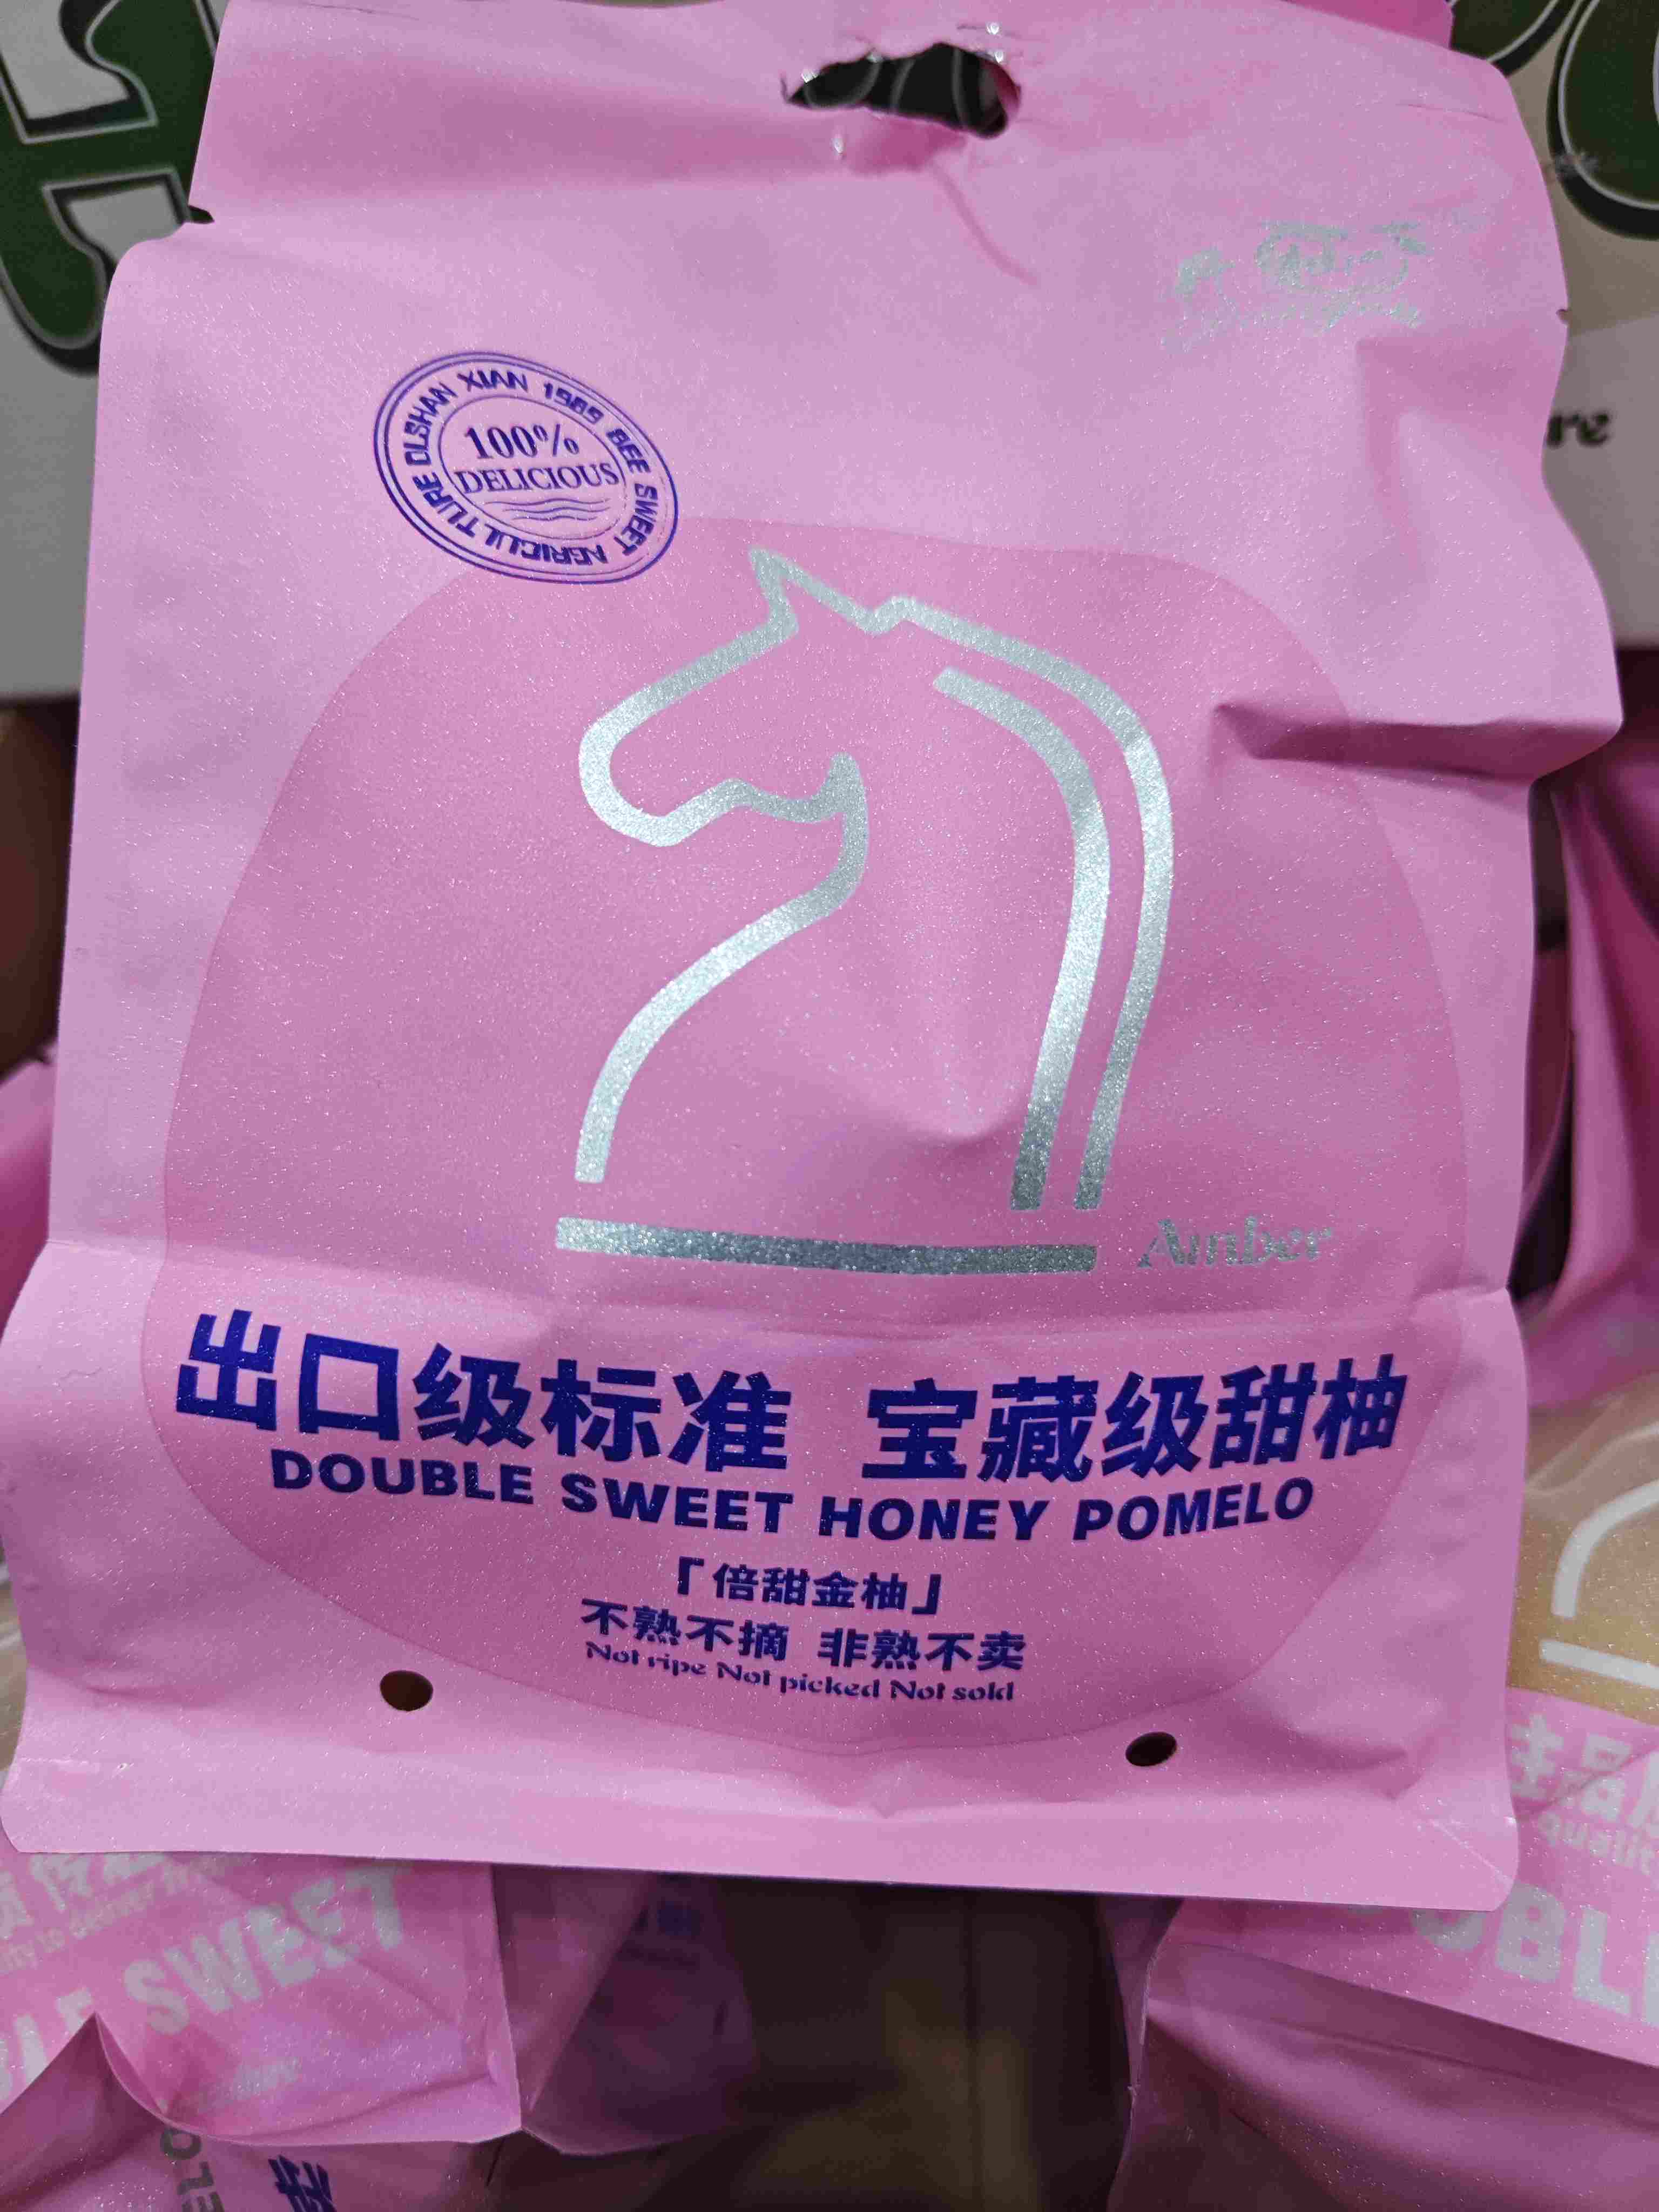 OLSHAN XIAN 1989 BEE SWEET AGRICULTURE
100%
DELICIOUS
Amber
出口级标准 宝藏级甜柚
DOUBLE SWEET HONEY POMELO
「倍甜金柚」
不熟不摘 非熟不卖
Not ripe Not picked Not sold
re
SWEET